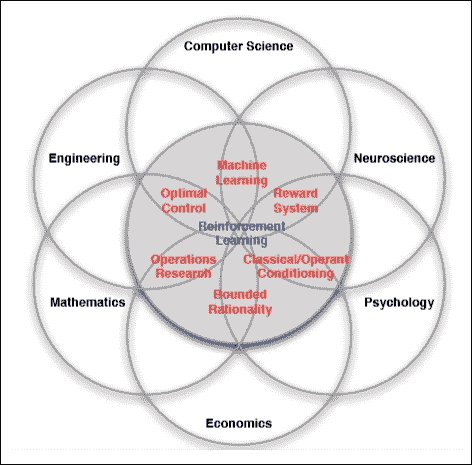 Computer Science
Engineering
Neuroscience
Machine
Learning
Optimal
Control
Reward
System
Reinforcement
Learning
Operations
Research
Classical/Operant
Conditioning
Bounded
Rationality
Mathematics
Psychology
Economics